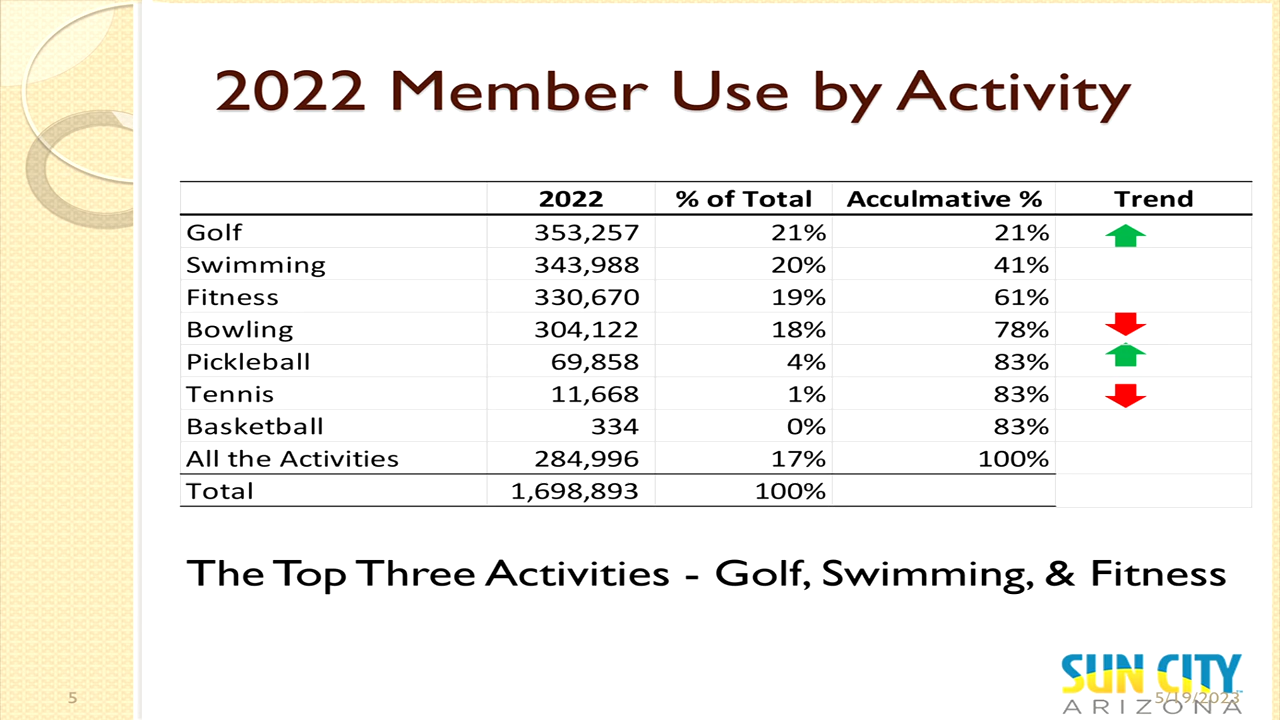 2022 Member Use by Activity
2022 % of Total Acculmative % Trend
Golf 353,257 21% 21%
Swimming 343,988 20% 41%
Fitness 330,670 19% 61%
Bowling 304,122 18% 78%
Pickleball 69,858 4% 83%
Tennis 11,668 1% 83%
Basketball 334 0% 83%
All the Activities 284,996 17% 100%
Total 1,698,893 100%
The Top Three Activities - Golf, Swimming, & Fitness
SUN CITY
ARIZONA
5
5/19/2023